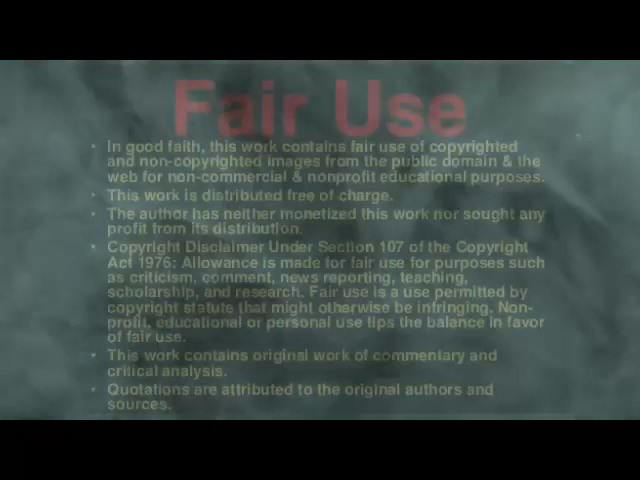 Fair Use
• In good faith, this work contains fair use of copyrighted
and non-copyrighted images from the public domain & the
web for non-commercial & nonprofit educational purposes.
• This work is distributed free of charge.
• The author has neither monetized this work nor sought any
profit from its distribution.
• Copyright Disclaimer Under Section 107 of the Copyright
Act 1976: Allowance is made for fair use for purposes such
as criticism, comment, news reporting, teaching,
scholarship, and research. Fair use is a use permitted by
copyright statute that might otherwise be infringing. Non-
profit, educational or personal use tips the balance in favor
of fair use.
• This work contains original work of commentary and
critical analysis.
• Quotations are attributed to the original authors and
sources.